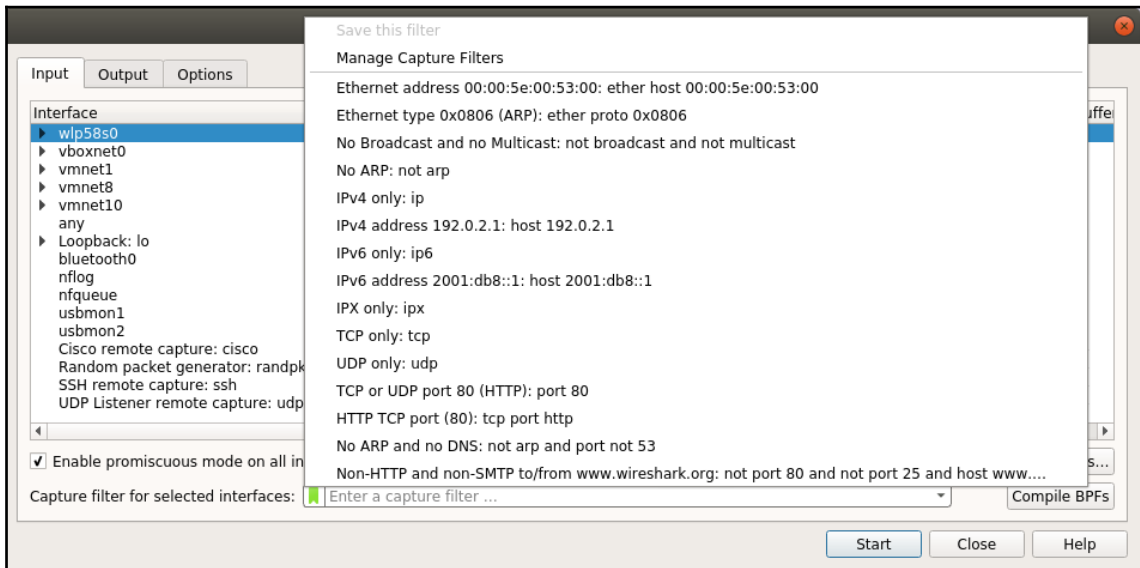 Save this filter
Manage Capture Filters
Input Output Options
Ethernet address 00:00:5e:00:53:00: ether host 00:00:5e:00:53:00
Interface
Ethernet type 0x0806 (ARP): ether proto 0x0806
uffe
wlp58s0
vboxnet0
No Broadcast and no Multicast: not broadcast and not multicast
vmnet1
No ARP: not arp
vmnet8
vmnet10
IPv4 only: ip
any
IPv4 address 192.0.2.1: host 192.0.2.1
Loopback: lo
bluetooth0
IPv6 only: ip6
nflog
IPv6 address 2001:db8::1: host 2001:db8::1
nfqueue
usbmon1
IPX only: ipx
usbmon2
TCP only: tcp
Cisco remote capture: cisco
Random packet generator: randpk
UDP only: udp
SSH remote capture: ssh
TCP or UDP port 80 (HTTP): port 80
UDP Listener remote capture: udp
HTTP TCP port (80): tcp port http
No ARP and no DNS: not arp and port not 53
Enable promiscuous mode on all in
s...
Non-HTTP and non-SMTP to/from www.wireshark.org: not port 80 and not port 25 and host www....
Capture filter for selected interfaces: Enter a capture filter ... Compile BPFs
Start Close Help